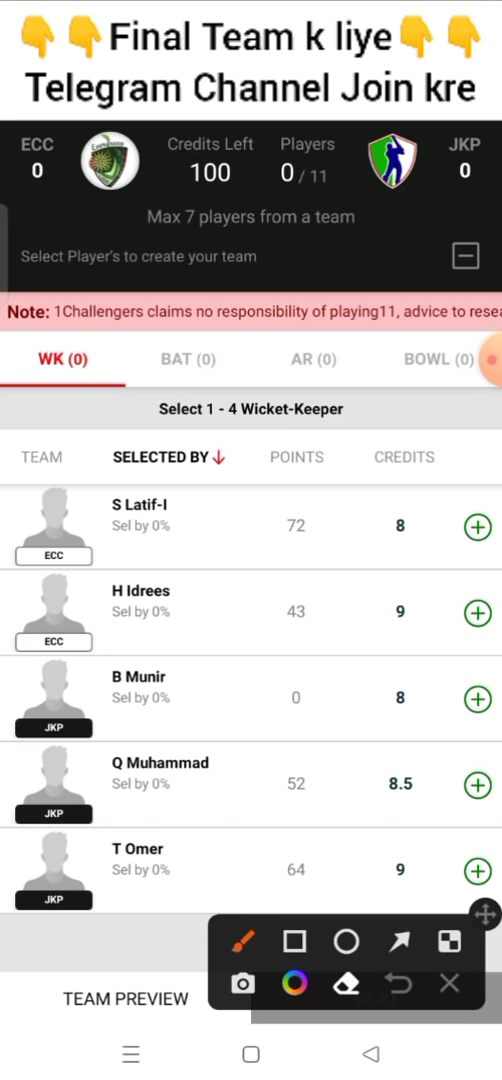 👇👇Final Team k liye👇👇
Telegram Channel Join kre
ECC Credits Left Players JKP
0 100 0 / 11 0
Max 7 players from a team
Select Player's to create your team
Note: 1Challengers claims no responsibility of playing11, advice to resea
WK (0) BAT (0) AR (0) BOWL (0)
Select 1 - 4 Wicket-Keeper
TEAM SELECTED BY POINTS CREDITS
S Latif-I
Sel by 0% 72 8
ECC
H Idrees
Sel by 0% 43 9
ECC
B Munir
Sel by 0% 0 8
JKP
Q Muhammad
Sel by 0% 52 8.5
JKP
T Omer
Sel by 0% 64 9
JKP
TEAM PREVIEW